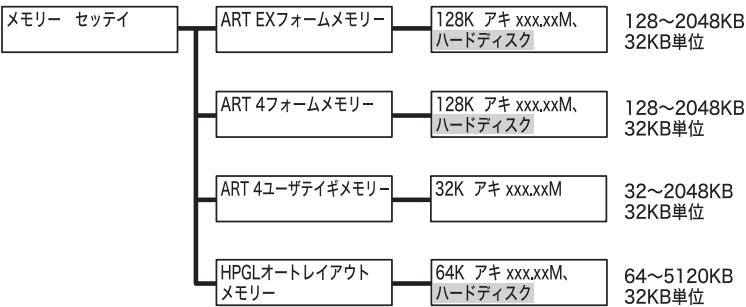 メモリー セッテイ
ART EXフォームメモリー
128K アキ xxx.xxM、
ハードディスク
128〜2048KB
32KB単位
ART 4フォームメモリー
128K アキ xxx.xxM、
ハードディスク
128〜2048KB
32KB単位
ART 4ユーザテイギメモリー
32K アキ xxx.xxM
32〜2048KB
32KB単位
HPGLオートレイアウト
メモリー
64K アキ xxx.xxM、
ハードディスク
64〜5120KB
32KB単位